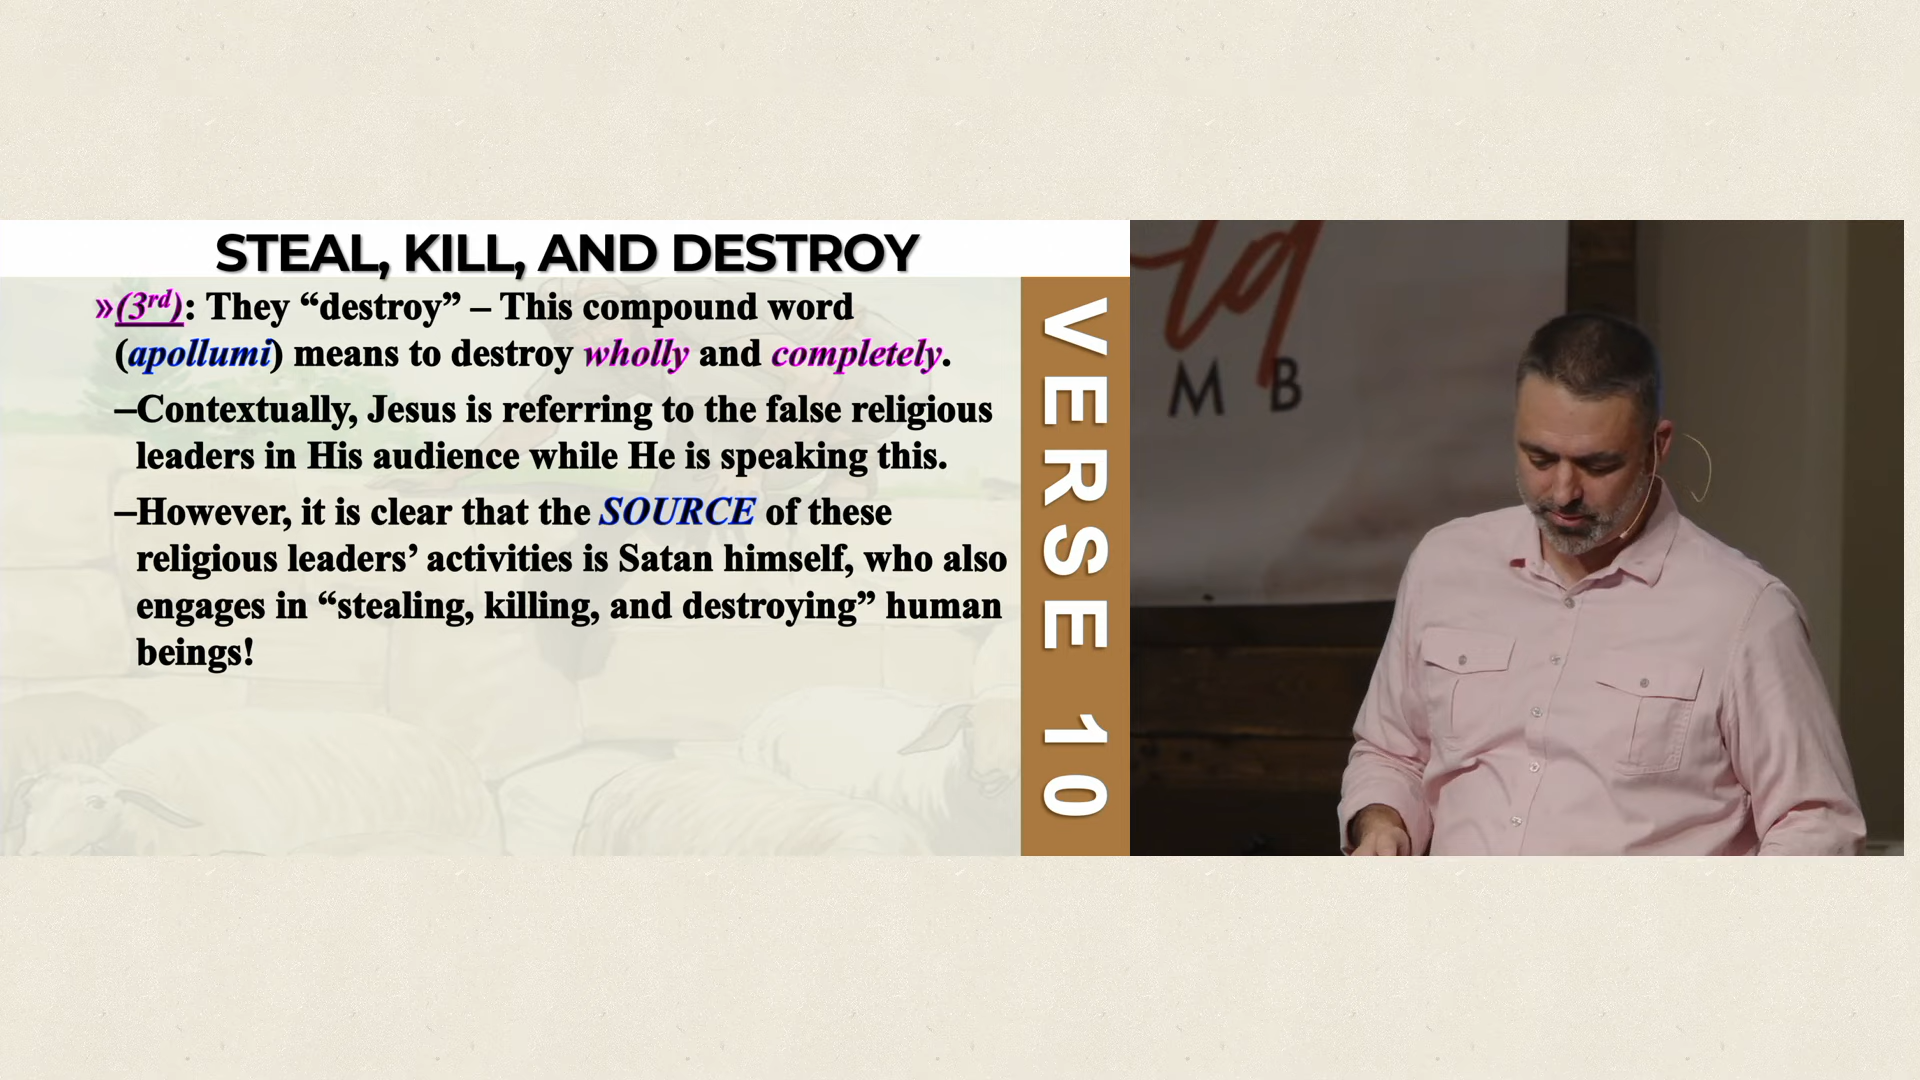 STEAL, KILL, AND DESTROY
»(3rd): They “destroy” – This compound word
(apollumi) means to destroy wholly and completely.
–Contextually, Jesus is referring to the false religious
leaders in His audience while He is speaking this.
–However, it is clear that the SOURCE of these
religious leaders’ activities is Satan himself, who also
engages in “stealing, killing, and destroying” human
beings!
VERSE 10
M B